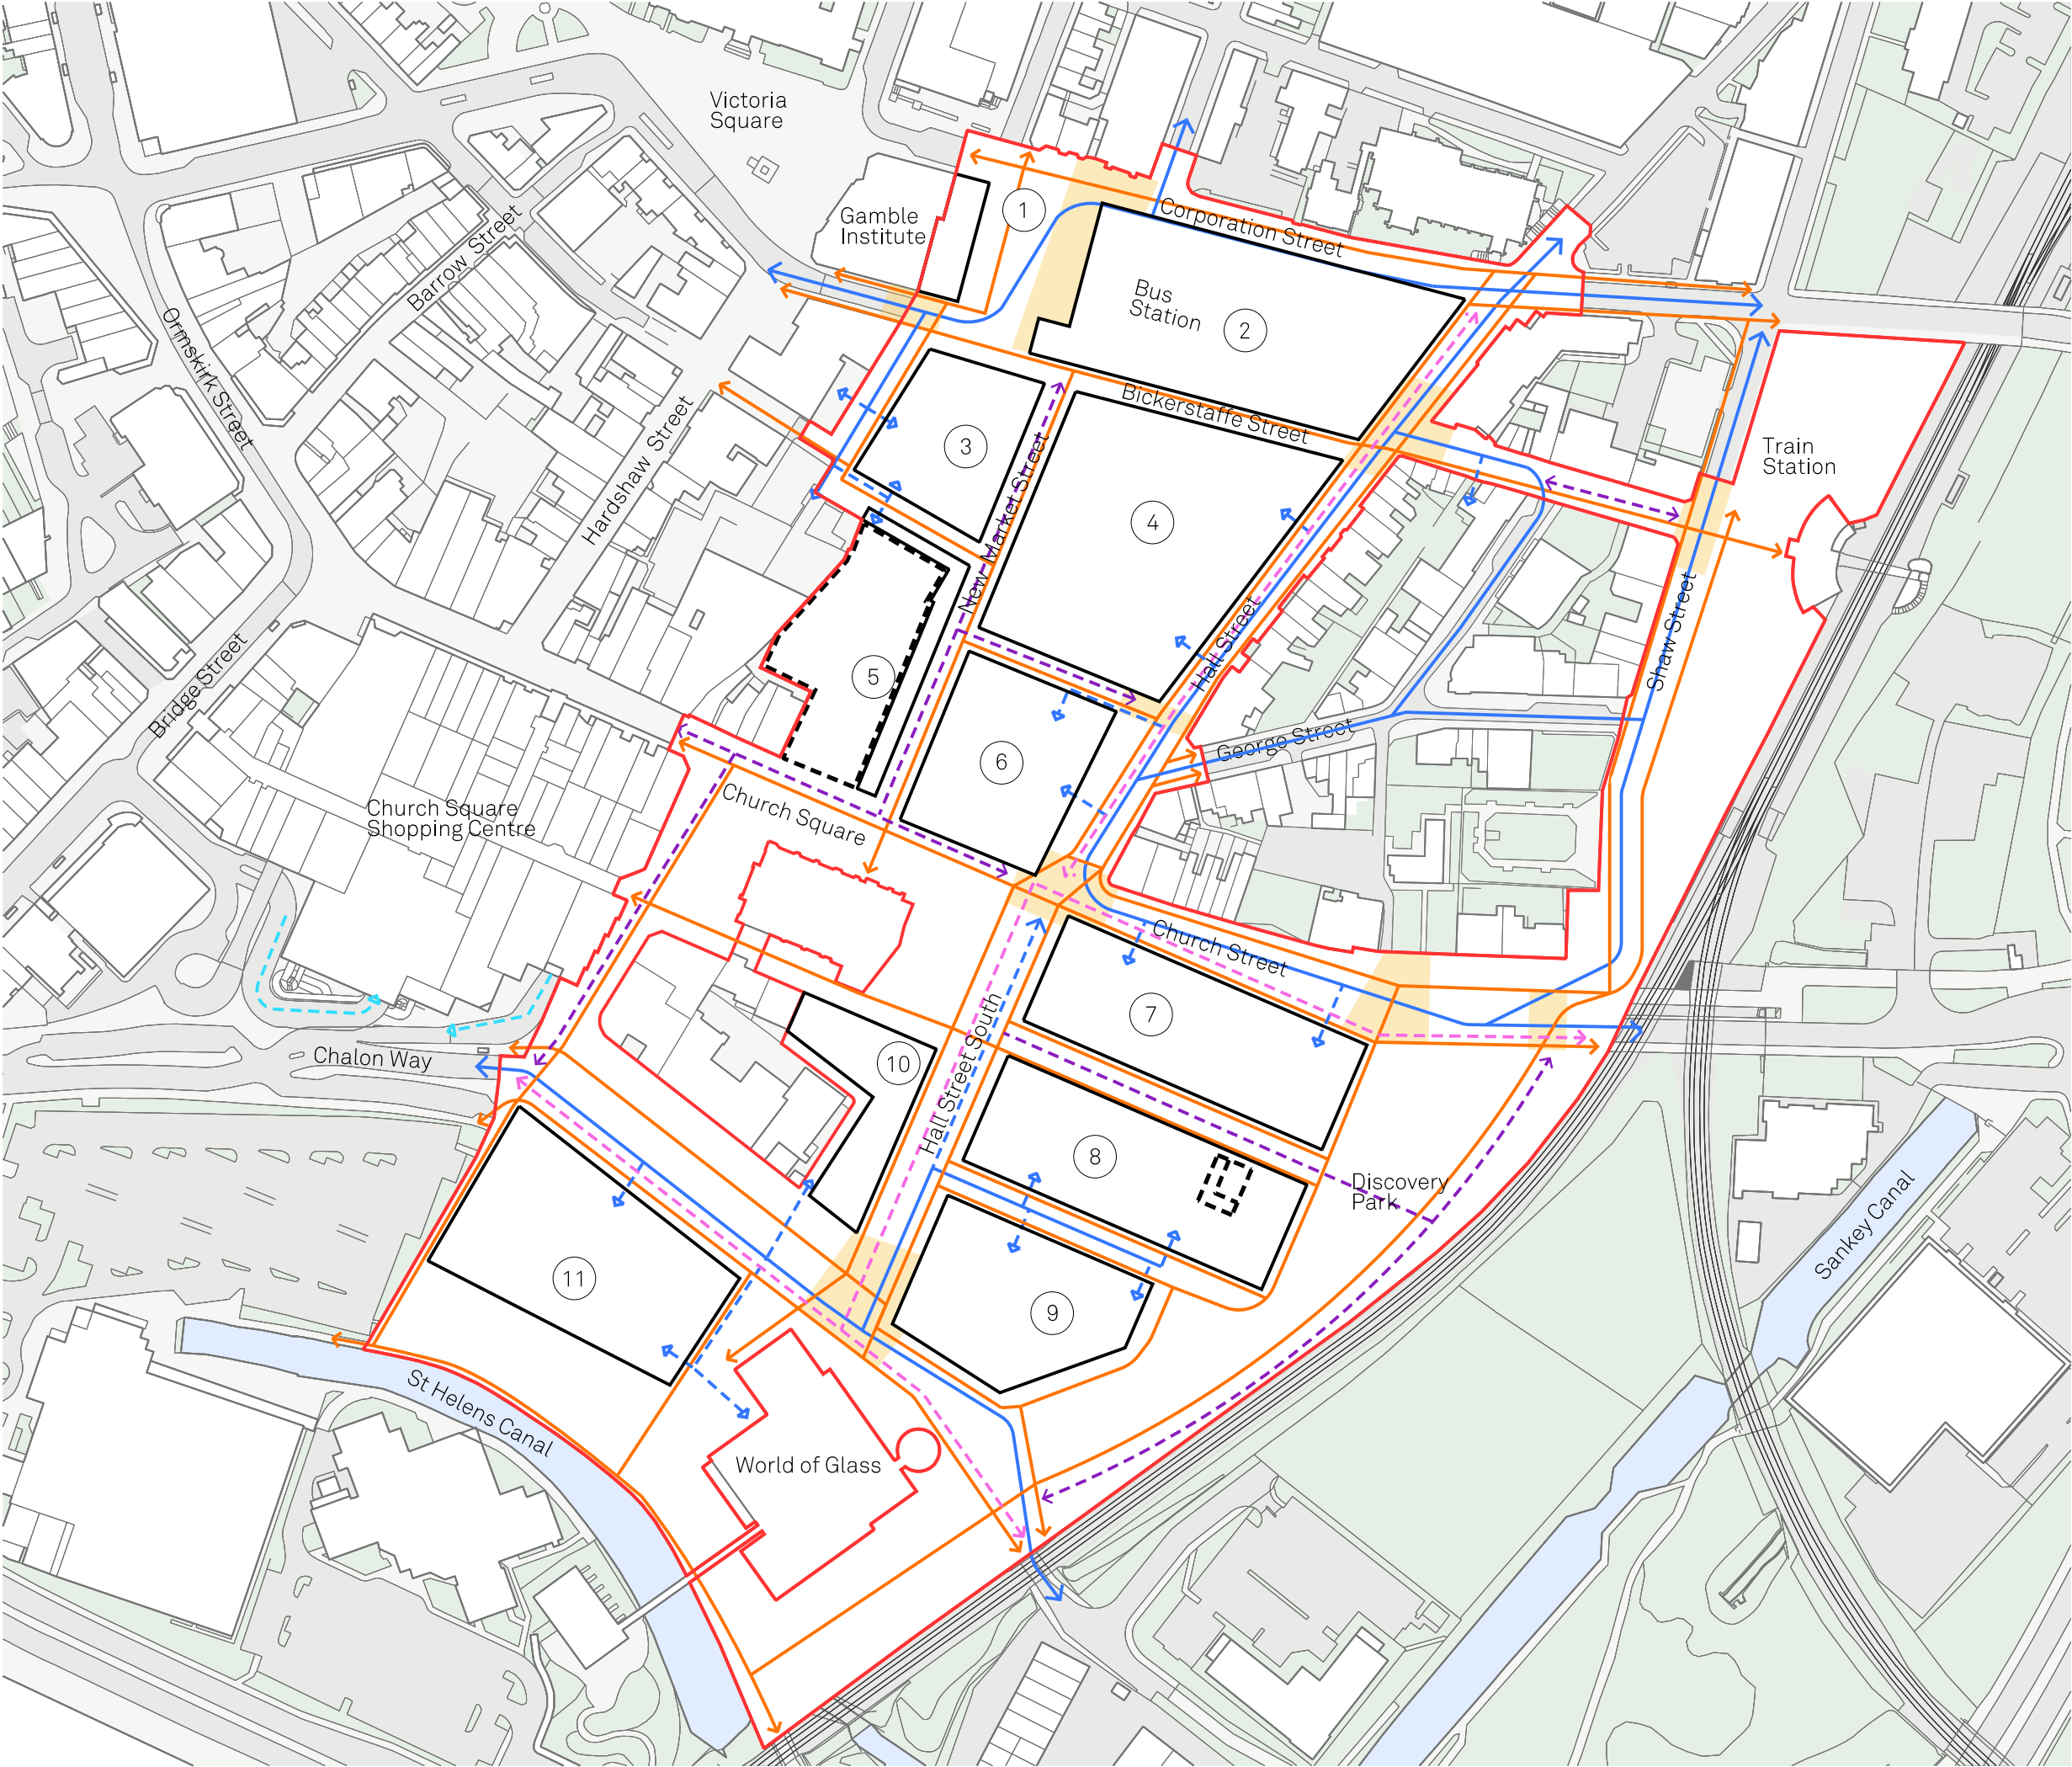 Victoria
Square
1
Gamble
Institute
Corporation Street
Barrow Street
Bus
Station
2
Ormskirk Street
Bickerstaffe Street
3
Hardshaw Street
New Market Street
4
Train
Station
5
Hall Street
Shaw Street
Bridge Street
6
George Street
Church Square
Shopping Centre
Church Square
Church Street
7
Chalon Way
10
Hall Street South
8
Discovery
Park
Sankey Canal
11
9
St Helens Canal
World of Glass